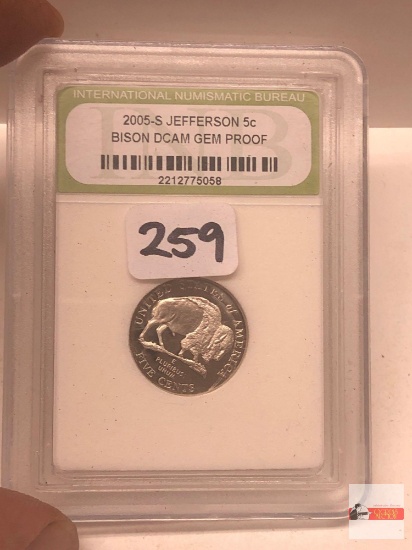 INTERNATIONAL NUMISMATIC BUREAU
2005-S JEFFERSON 5c
BISON DCAM GEM PROOF
2212775058
259
UNITED STATES of AMERICA
E
PLURIBUS
UNUM
FIVE CENTS